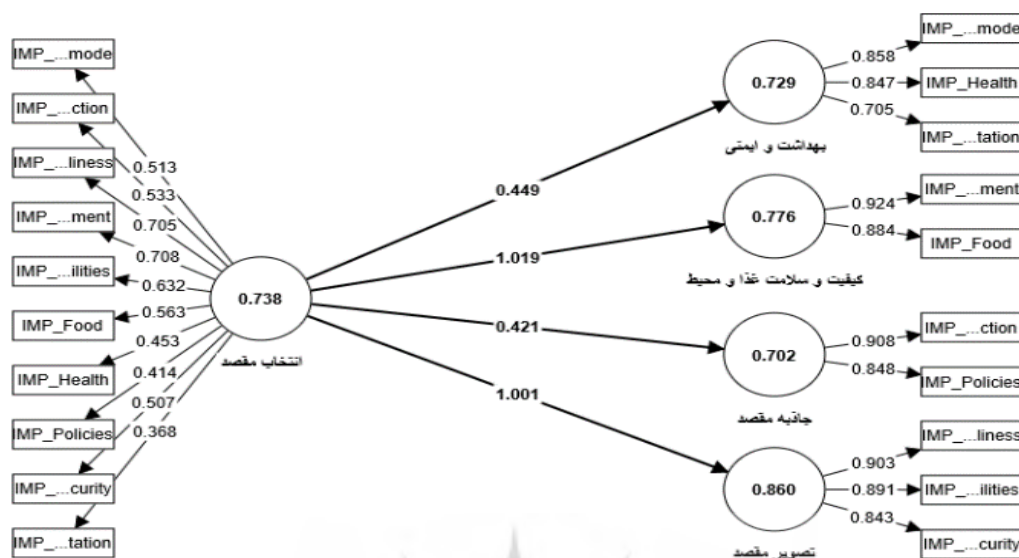 IMP_...mode
IMP_...ction
IMP_...liness
IMP_...ment
IMP_...ilities
IMP_Food
IMP_Health
IMP_Policies
IMP_...curity
IMP_...tation
0.513
0.533
0.705
0.708
0.632
0.563
0.453
0.414
0.507
0.368
0.738
انتخاب مقصد
0.449
1.019
0.421
1.001
0.729
بهداشت و ایمنی
0.858
0.847
0.705
IMP_...mode
IMP_Health
IMP_...tation
0.776
کیفیت و سلامت غذا و محیط
0.924
0.884
IMP_...ment
IMP_Food
0.702
جاذبه مقصد
0.908
0.848
IMP_...ction
IMP_Policies
0.860
تصویر مقصد
0.903
0.891
0.843
IMP_...liness
IMP_...ilities
IMP_...curity